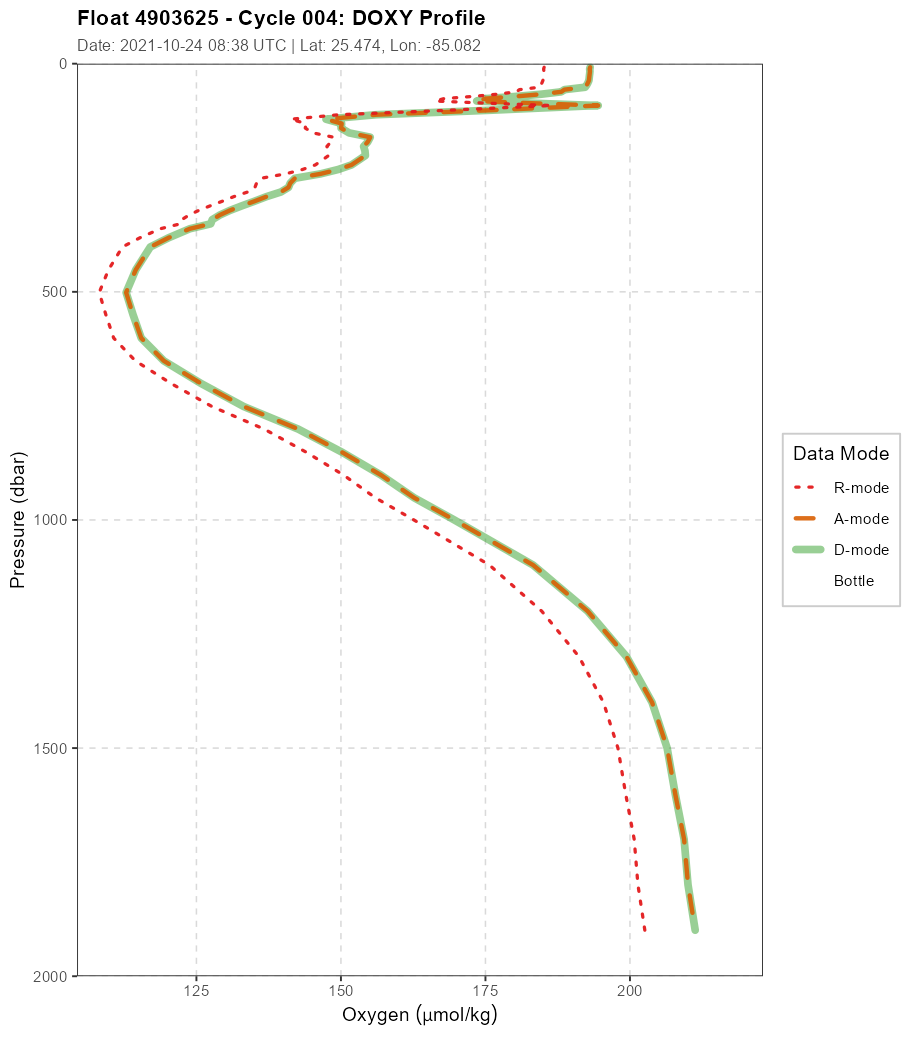 Float 4903625 - Cycle 004: DOXY Profile
Date: 2021-10-24 08:38 UTC | Lat: 25.474, Lon: -85.082
0
500
1000
1500
2000
Pressure (dbar)
125 150 175 200
Oxygen (µmol/kg)
Data Mode
R-mode
A-mode
D-mode
Bottle